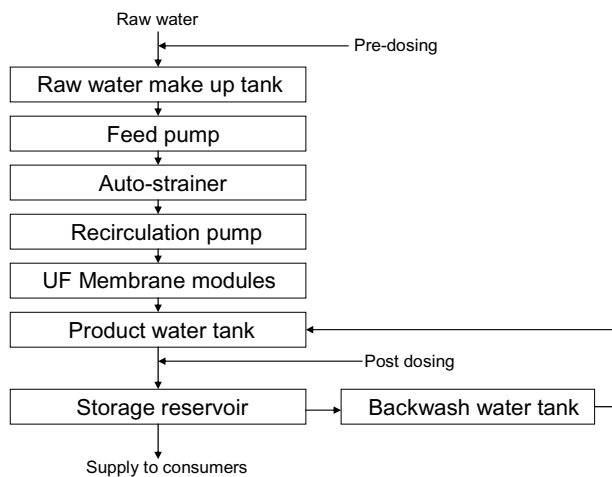 Raw water
Pre-dosing
Raw water make up tank
Feed pump
Auto-strainer
Recirculation pump
UF Membrane modules
Product water tank
Post dosing
Storage reservoir
Backwash water tank
Supply to consumers